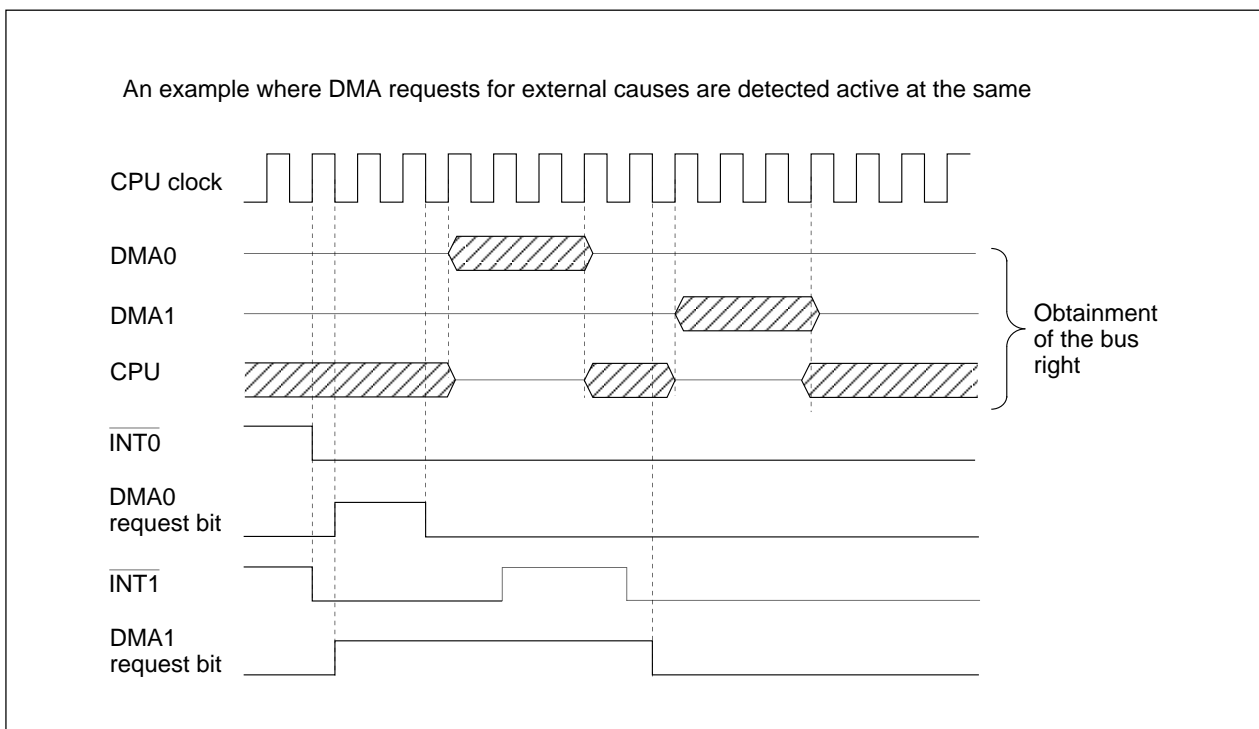 An example where DMA requests for external causes are detected active at the same
CPU clock
DMA0
DMA1
CPU
Obtainment
of the bus
right
INT0
DMA0
request bit
INT1
DMA1
request bit